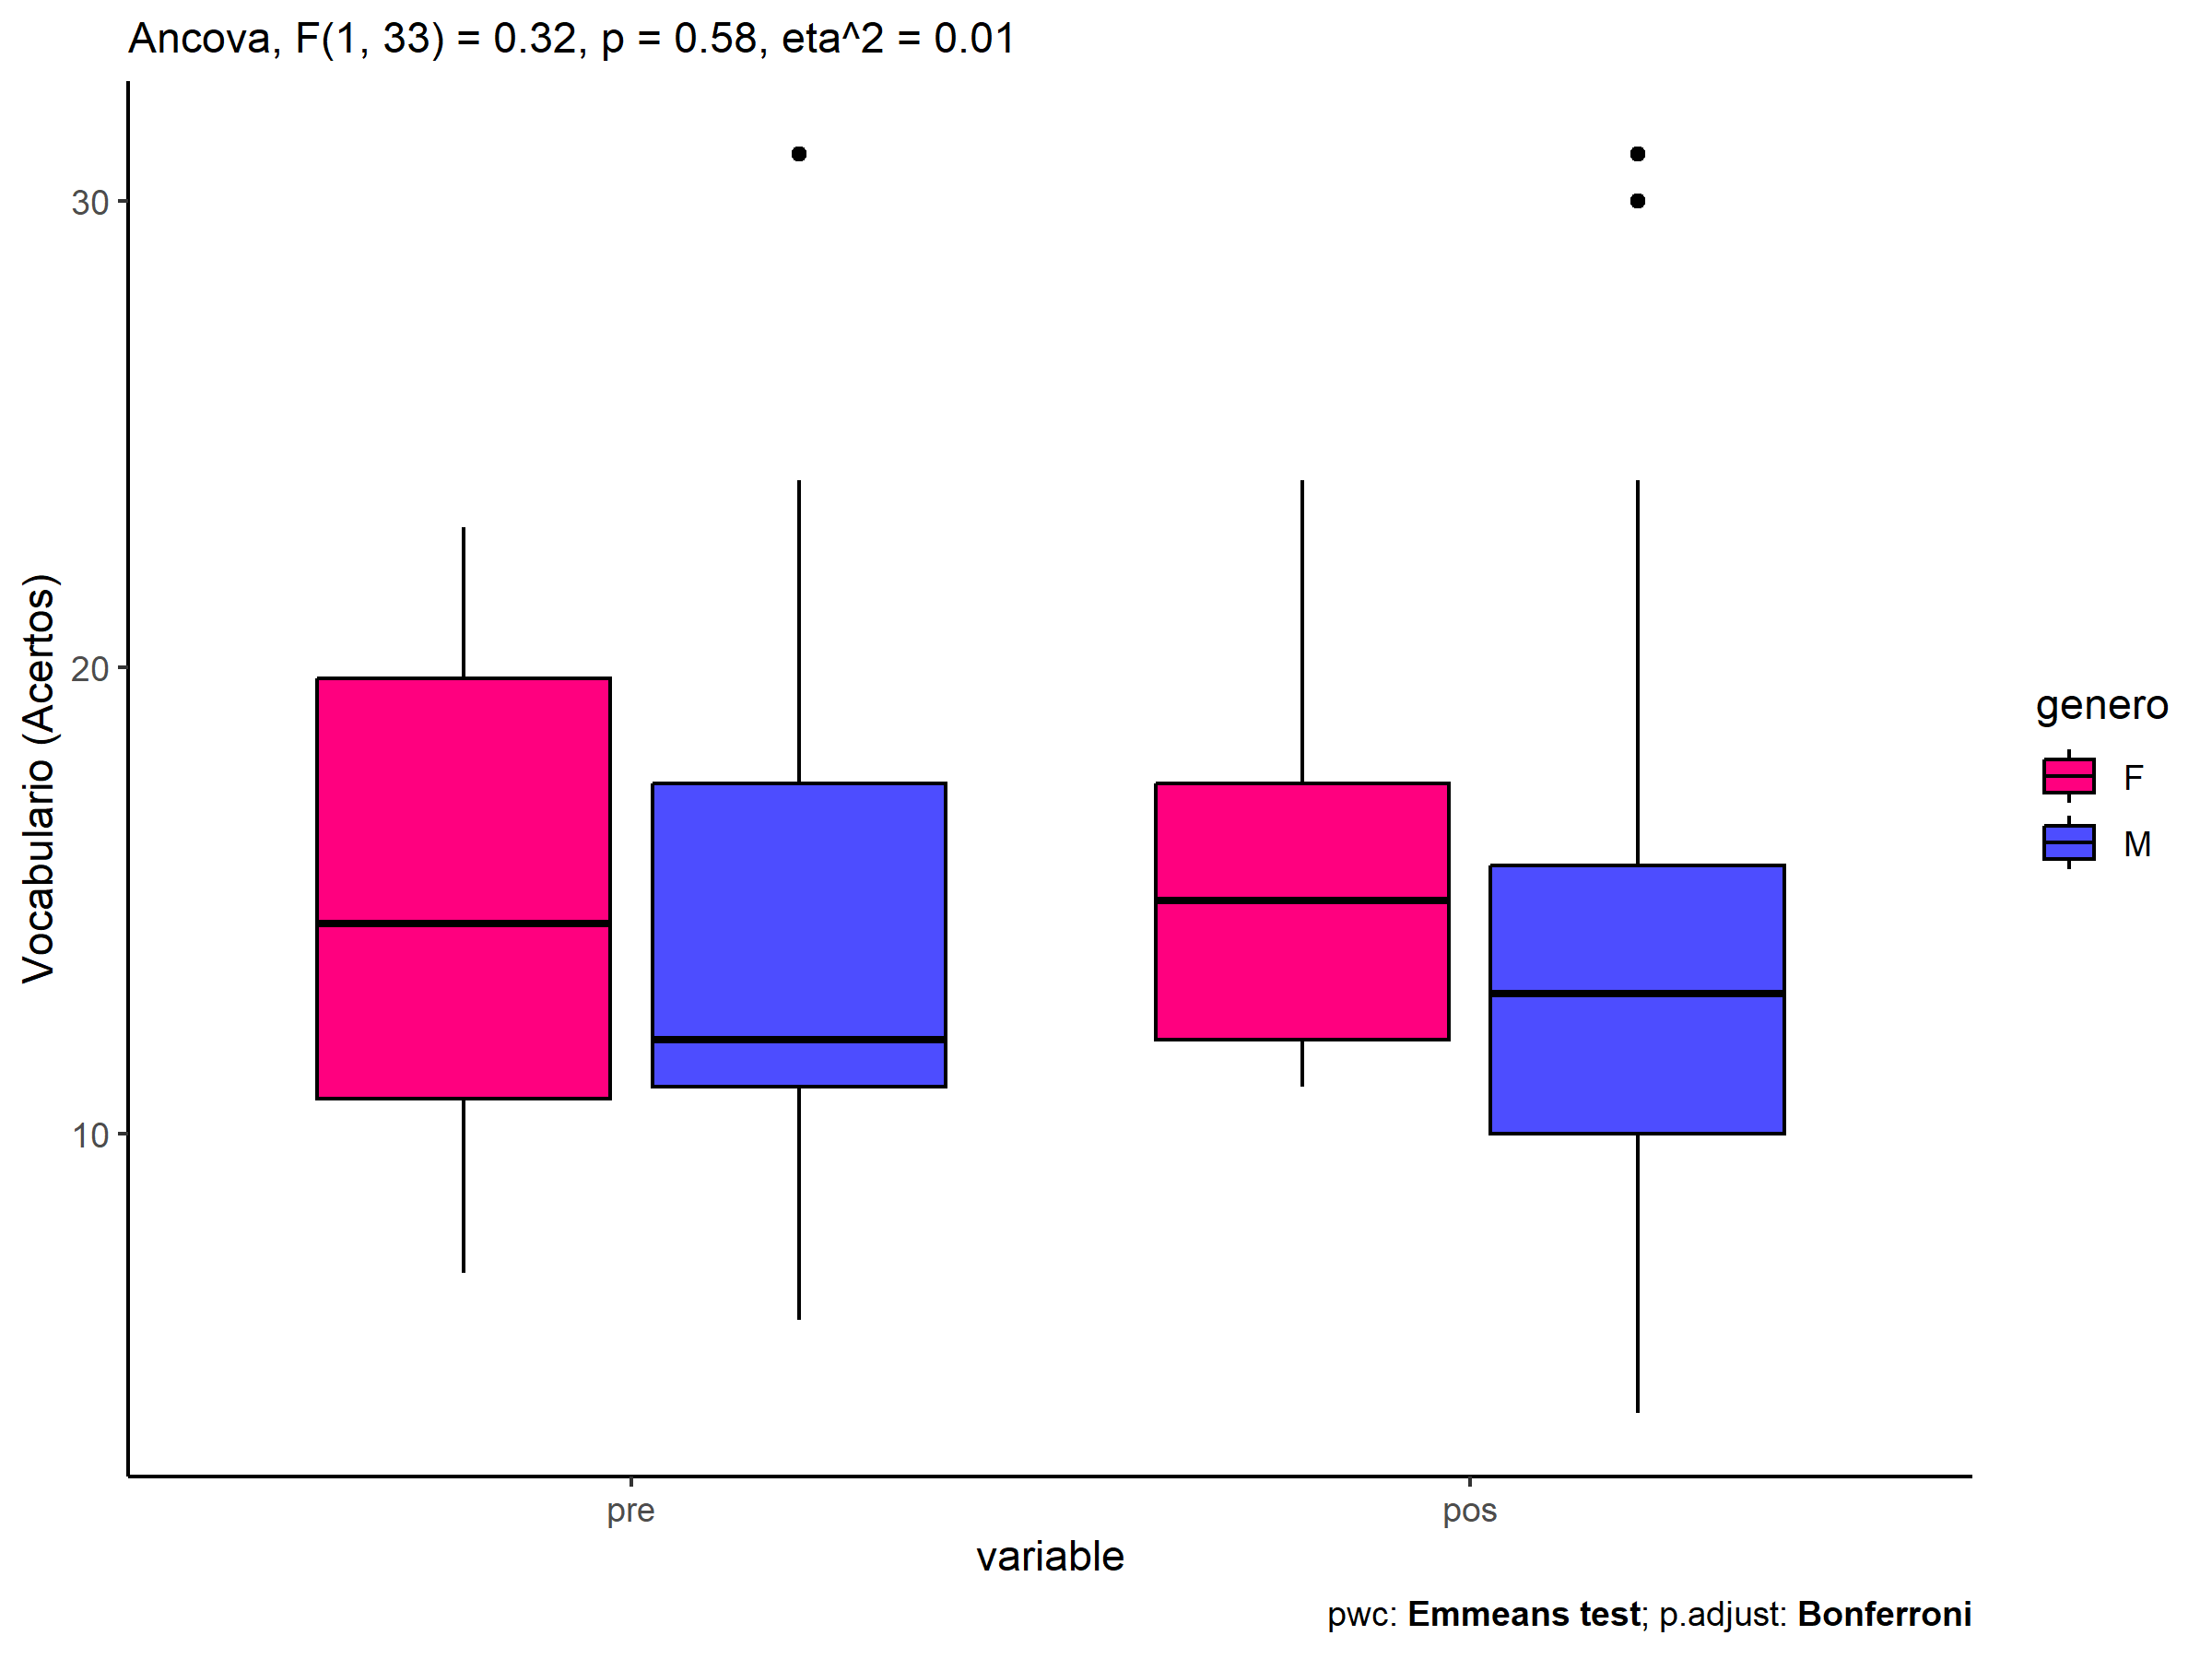 Ancova, F(1, 33) = 0.32, p = 0.58, eta^2 = 0.01
Vocabulario (Acertos)
30
20
10
pre
pos
variable
genero
F
M
pwc: Emmeans test; p.adjust: Bonferroni